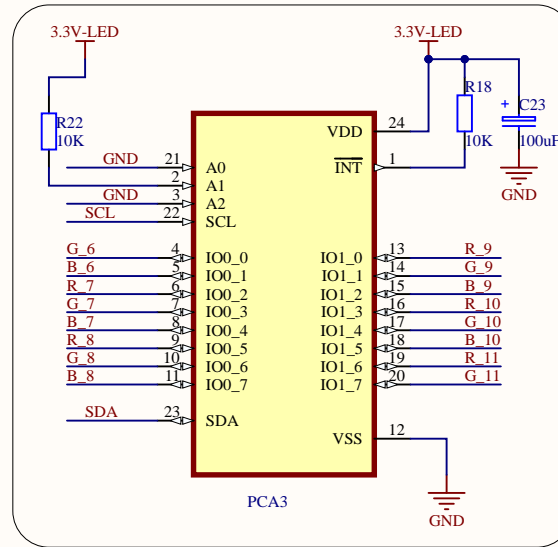 3.3V-LED 3.3V-LED
R22 10K
R18 10K
C23 100uF
GND
VDD 24
INT 1
GND 21 A0
2 A1
GND 3 A2
SCL 22 SCL
G_6 4 IO0_0 IO1_0 13 R_9
B_6 5 IO0_1 IO1_1 14 G_9
R_7 6 IO0_2 IO1_2 15 B_9
G_7 7 IO0_3 IO1_3 16 R_10
B_7 8 IO0_4 IO1_4 17 G_10
R_8 9 IO0_5 IO1_5 18 B_10
G_8 10 IO0_6 IO1_6 19 R_11
B_8 11 IO0_7 IO1_7 20 G_11
SDA 23 SDA
VSS 12
GND
PCA3